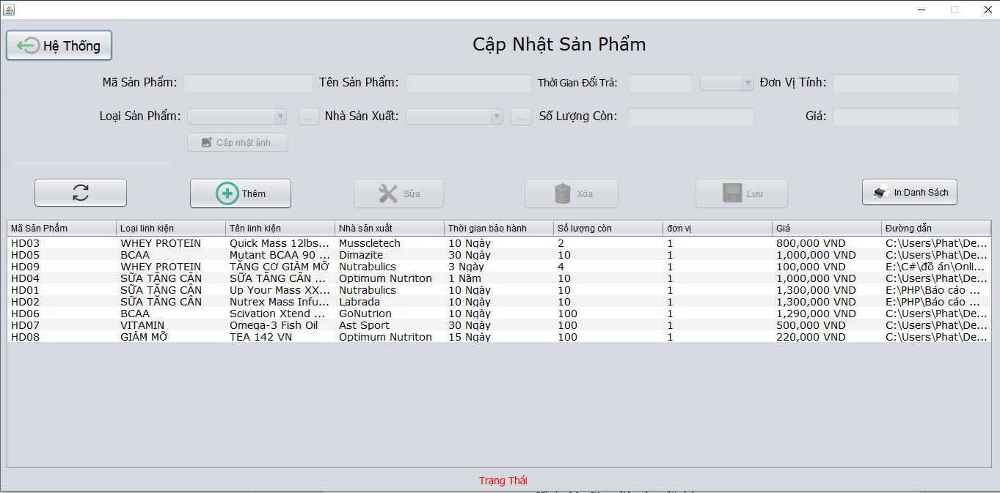 Hệ Thống
Cập Nhật Sản Phẩm
Mã Sản Phẩm: Tên Sản Phẩm: Thời Gian Đổi Trả: Đơn Vị Tính:
Loại Sản Phẩm: ... Nhà Sản Xuất: ... Số Lượng Còn: Giá:
Cập nhật ảnh..
Thêm Sửa Xóa Lưu In Danh Sách
Mã Sản Phẩm Loại linh kiện Tên linh kiện Nhà sản xuất Thời gian bảo hành Số lượng còn đơn vị Giá Đường dẫn
HD03 WHEY PROTEIN Quick Mass 12lbs... Musscletech 10 Ngày 2 1 800,000 VND C:\Users\Phat\De...
HD05 BCAA Mutant BCAA 90 ... Dimazite 30 Ngày 10 1 1,000,000 VND C:\Users\Phat\De...
HD09 WHEY PROTEIN TĂNG CƠ GIẢM MỠ Nutrabulics 3 Ngày 4 1 100,000 VND E:\C#\đồ án\Onli...
HD04 SỮA TĂNG CÂN SỮA TĂNG CÂN ... Optimum Nutriton 1 Năm 10 1 1,000,000 VND C:\Users\Phat\De...
HD01 SỮA TĂNG CÂN Up Your Mass XX... Nutrabulics 10 Ngày 10 1 1,300,000 VND E:\PHP\Báo cáo ...
HD02 SỮA TĂNG CÂN Nutrex Mass Infu... Labrada 10 Ngày 10 1 1,300,000 VND E:\PHP\Báo cáo ...
HD06 BCAA Scivation Xtend ... GoNutrion 10 Ngày 100 1 1,290,000 VND C:\Users\Phat\De...
HD07 VITAMIN Omega-3 Fish Oil Ast Sport 30 Ngày 100 1 500,000 VND C:\Users\Phat\De...
HD08 GIẢM MỠ TEA 142 VN Optimum Nutriton 15 Ngày 100 1 220,000 VND C:\Users\Phat\De...
Trạng Thái